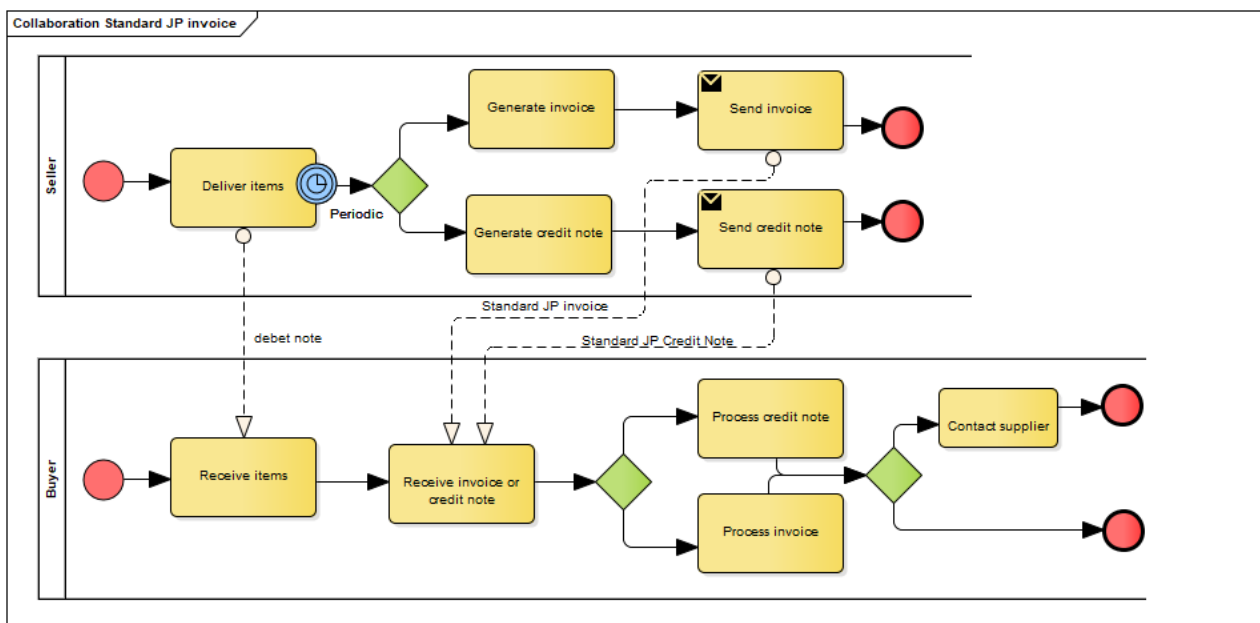 Collaboration Standard JP invoice
Seller
Deliver items
Periodic
Generate invoice
Send invoice
Generate credit note
Send credit note
Standard JP invoice
debet note
Standard JP Credit Note
Buyer
Receive items
Receive invoice or
credit note
Process credit note
Process invoice
Contact supplier